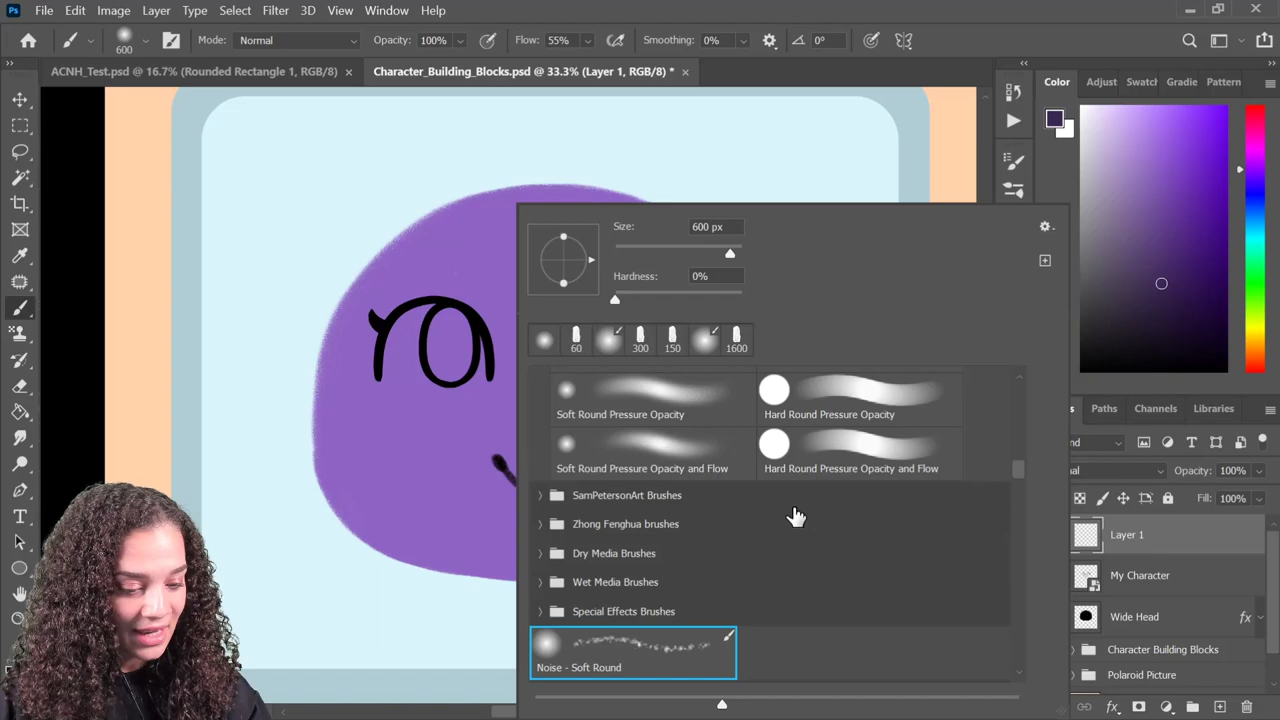 Ps File Edit Image Layer Type Select Filter 3D View Window Help
600 Mode: Normal Opacity: 100% Flow: 55% Smoothing: 0% 0°
ACNH_Test.psd @ 16.7% (Rounded Rectangle 1, RGB/8) × Character_Building_Blocks.psd @ 33.3% (Layer 1, RGB/8) * ×
Color Adjust Swatch Gradie Pattern
Size: 600 px
Hardness: 0%
60 300 150 1600
Soft Round Pressure Opacity Hard Round Pressure Opacity
Soft Round Pressure Opacity and Flow Hard Round Pressure Opacity and Flow
SamPetersonArt Brushes
Zhong Fenghua brushes
Dry Media Brushes
Wet Media Brushes
Special Effects Brushes
Noise - Soft Round
s Paths Channels Libraries
nd
mal Opacity: 100%
Fill: 100%
Layer 1
My Character
Wide Head fx
Character Building Blocks
Polaroid Picture
fx